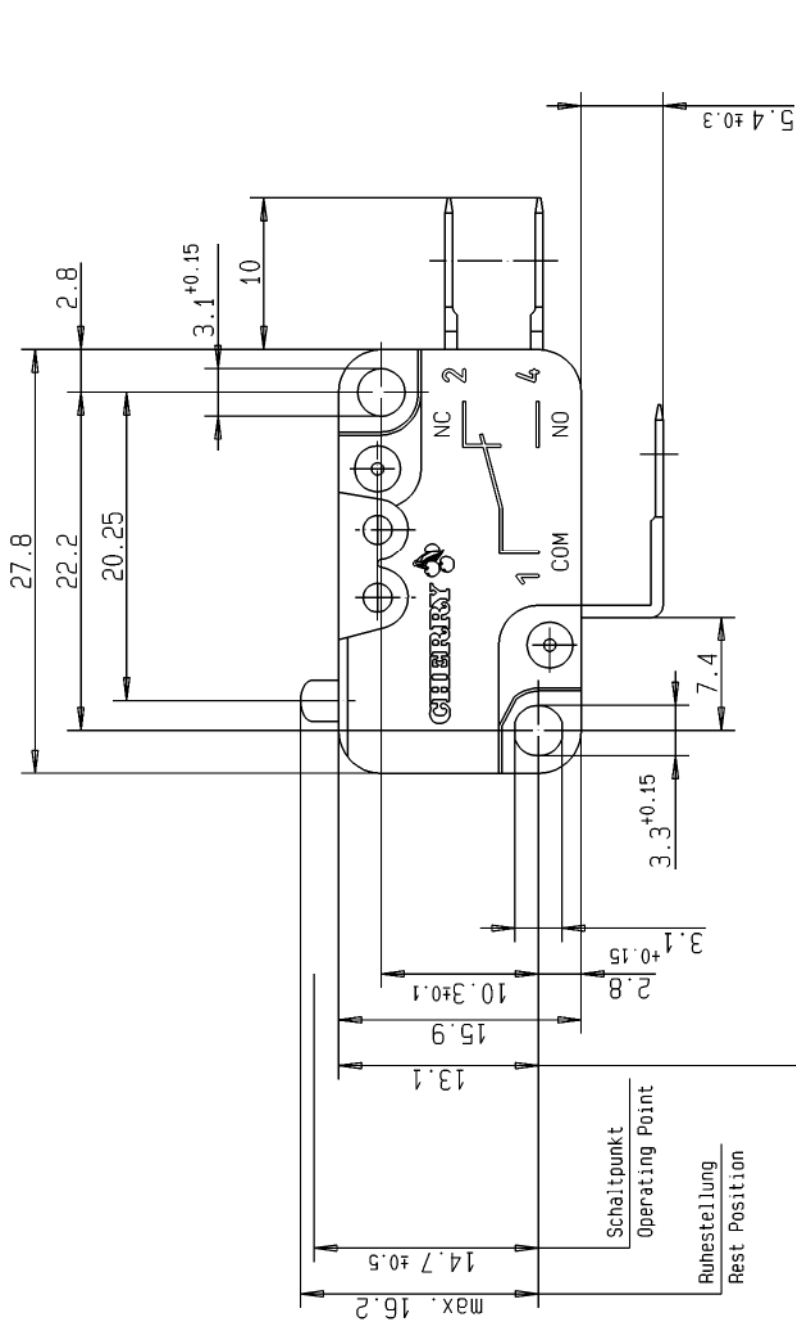 27.8
22.2
2.8
20.25
3.1 +0.15
10
NC 2
4
NO
CHERRY
1
COM
7.4
3.3 +0.15
5.4 ±0.3
3.1 +0.15
2.8
10.3±0.1
15.9
13.1
14.7 ±0.5
max. 16.2
Schaltpunkt
Operating Point
Ruhestellung
Rest Position